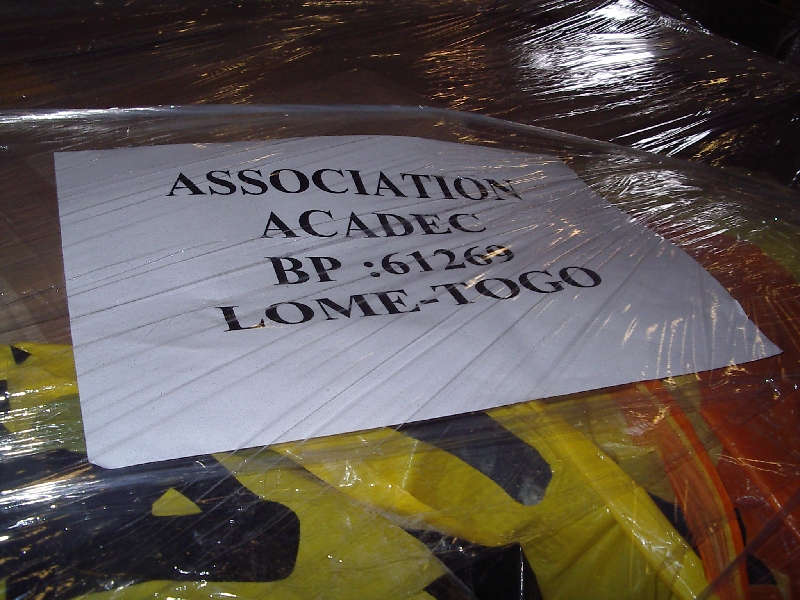 ASSOCIATION
ACADEC
BP :61269
LOME-TOGO